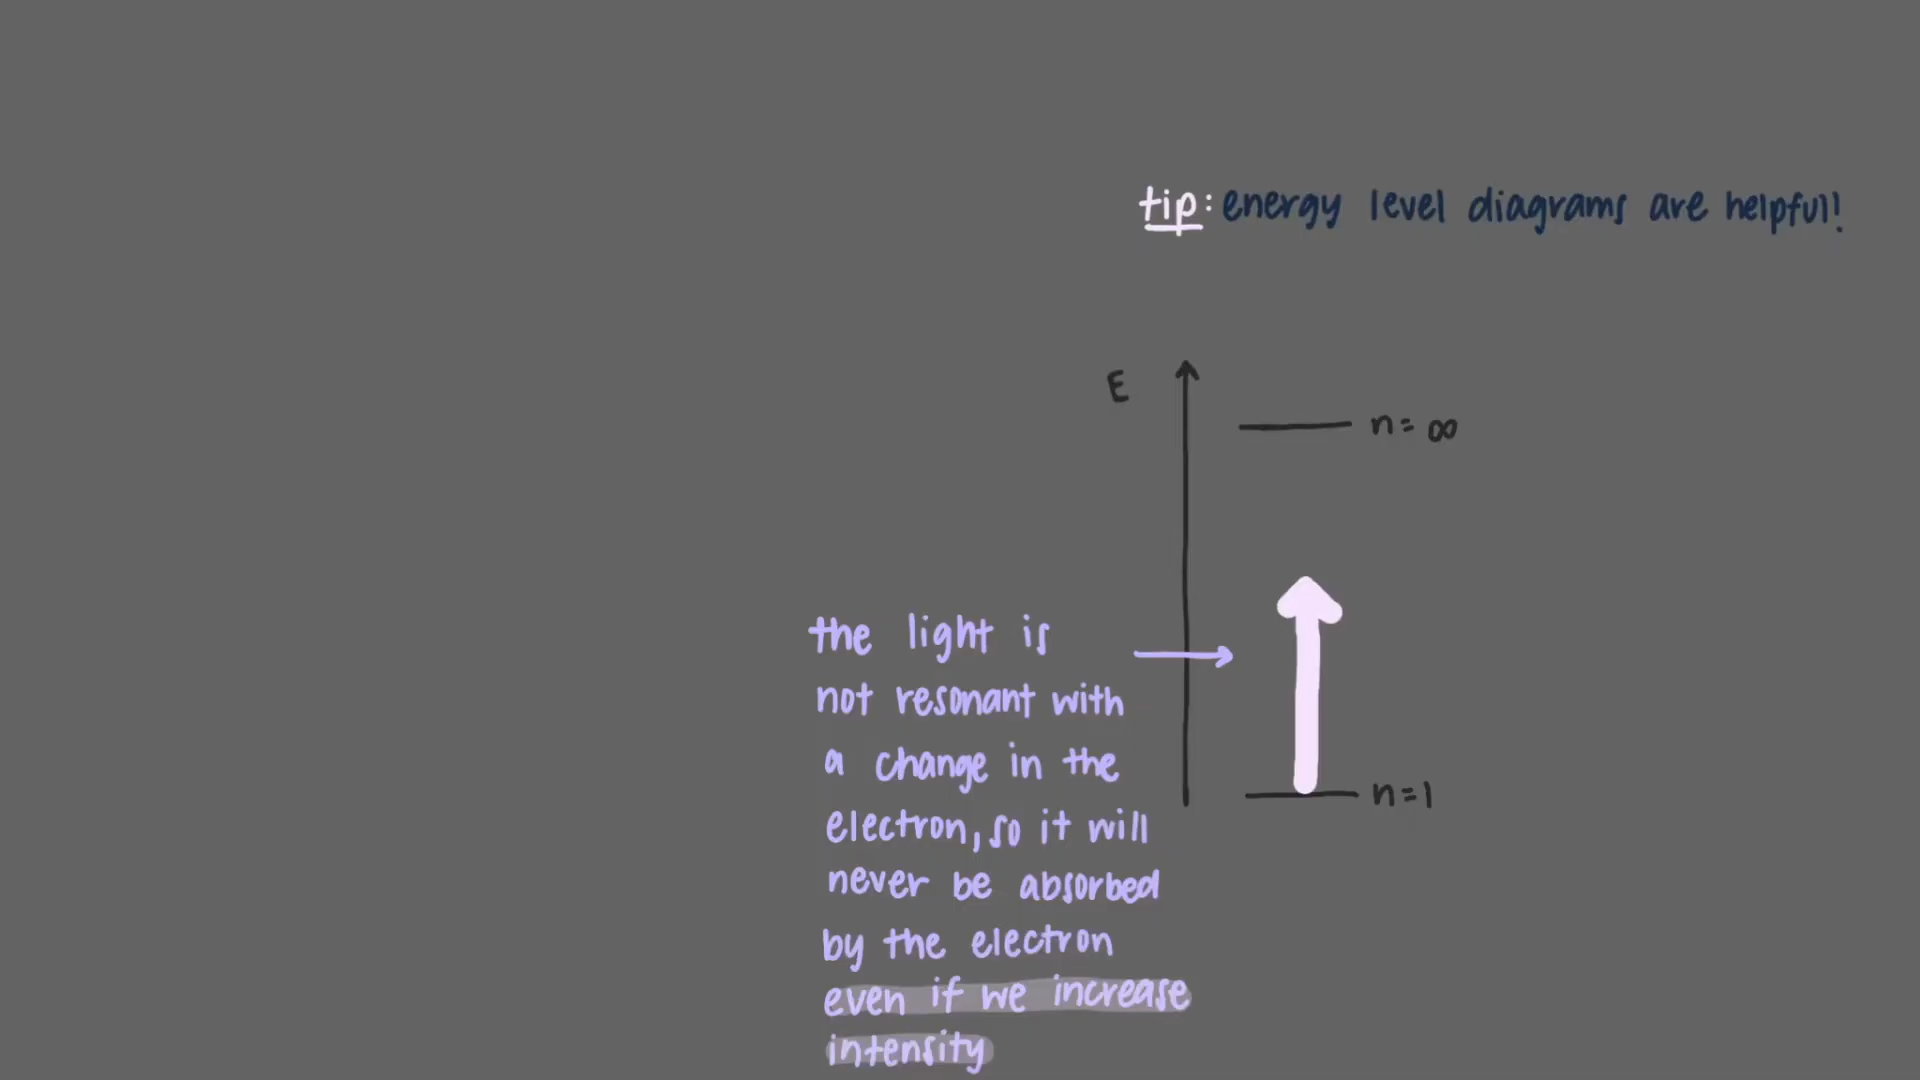 tip: energy level diagrams are helpful!
E
n = ∞
the light is
not resonant with
a change in the
electron, so it will
n = 1
never be absorbed
by the electron
even if we increase
intensity